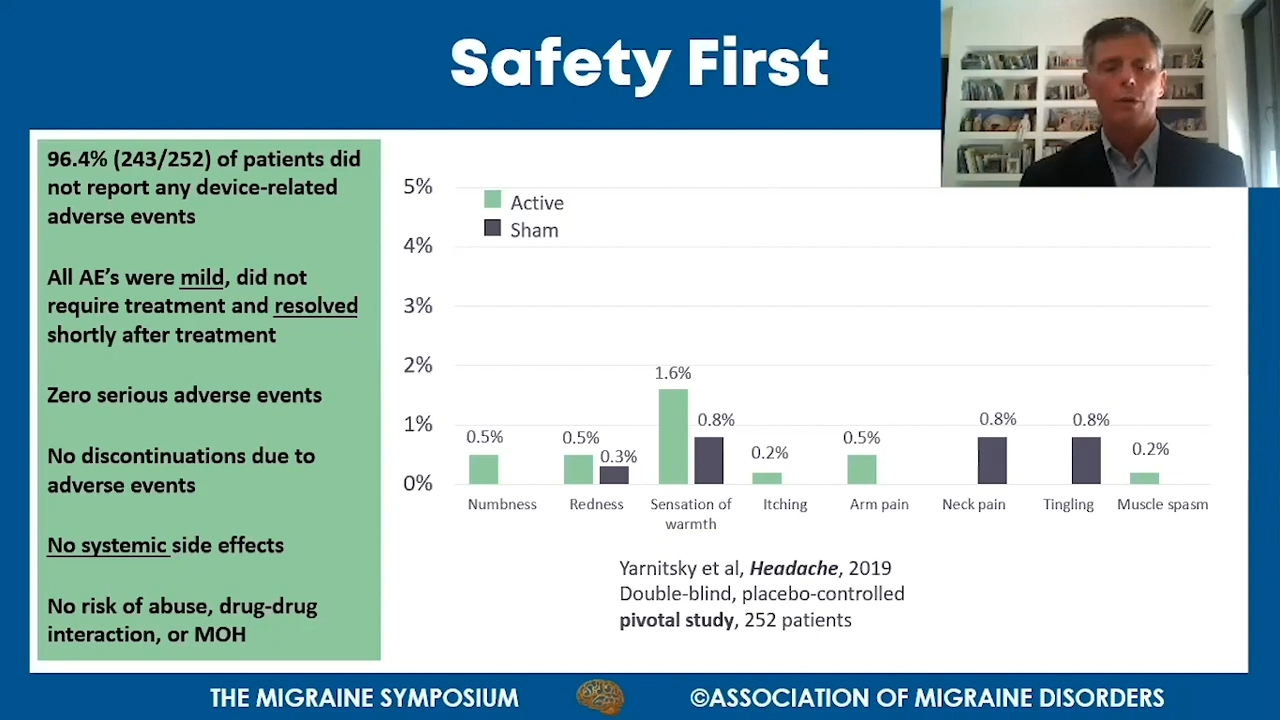 Safety First
96.4% (243/252) of patients did
not report any device-related
adverse events
All AE's were mild, did not
require treatment and resolved
shortly after treatment
Zero serious adverse events
No discontinuations due to
adverse events
No systemic side effects
No risk of abuse, drug-drug
interaction, or MOH
5%
4%
3%
2%
1%
0%
Active
Sham
0.5%
0.5%
0.3%
1.6%
0.8%
0.2%
0.5%
0.8%
0.8%
0.2%
Numbness
Redness
Sensation of
warmth
Itching
Arm pain
Neck pain
Tingling
Muscle spasm
Yarnitsky et al, Headache, 2019
Double-blind, placebo-controlled
pivotal study, 252 patients
THE MIGRAINE SYMPOSIUM
©ASSOCIATION OF MIGRAINE DISORDERS